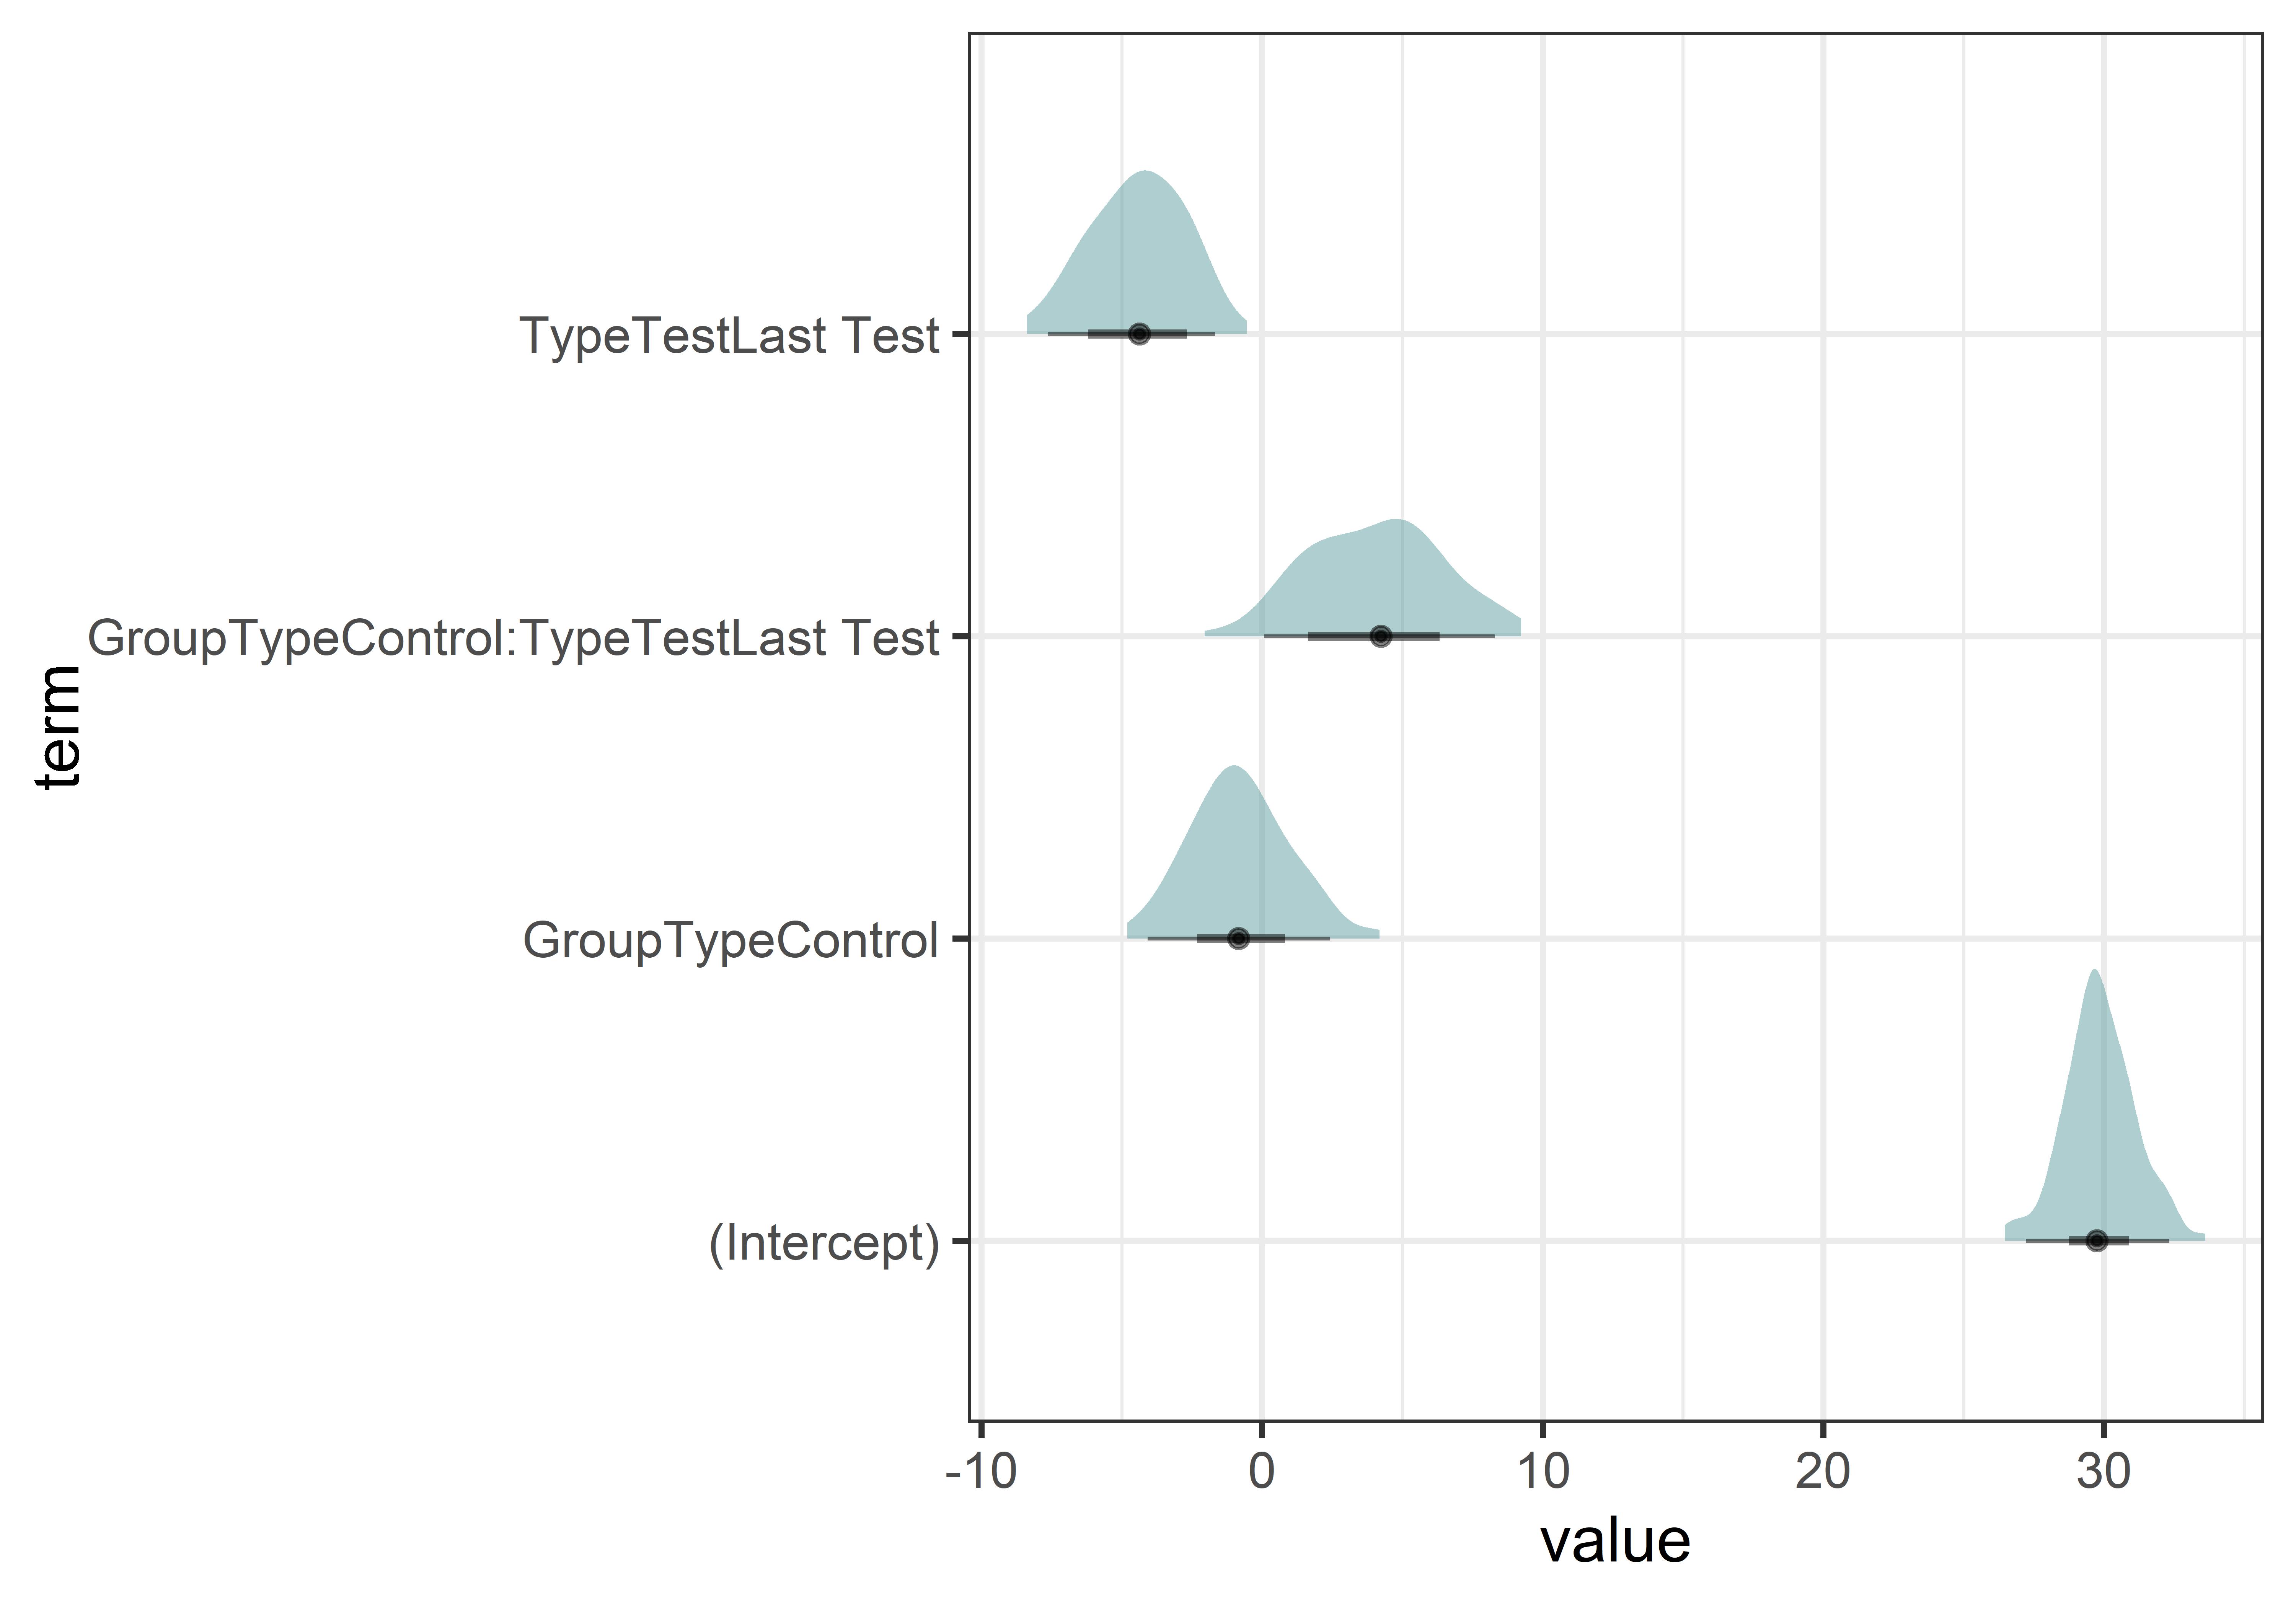 TypeTestLast Test
GroupTypeControl:TypeTestLast Test
GroupTypeControl
(Intercept)
term
-10 0 10 20 30
value